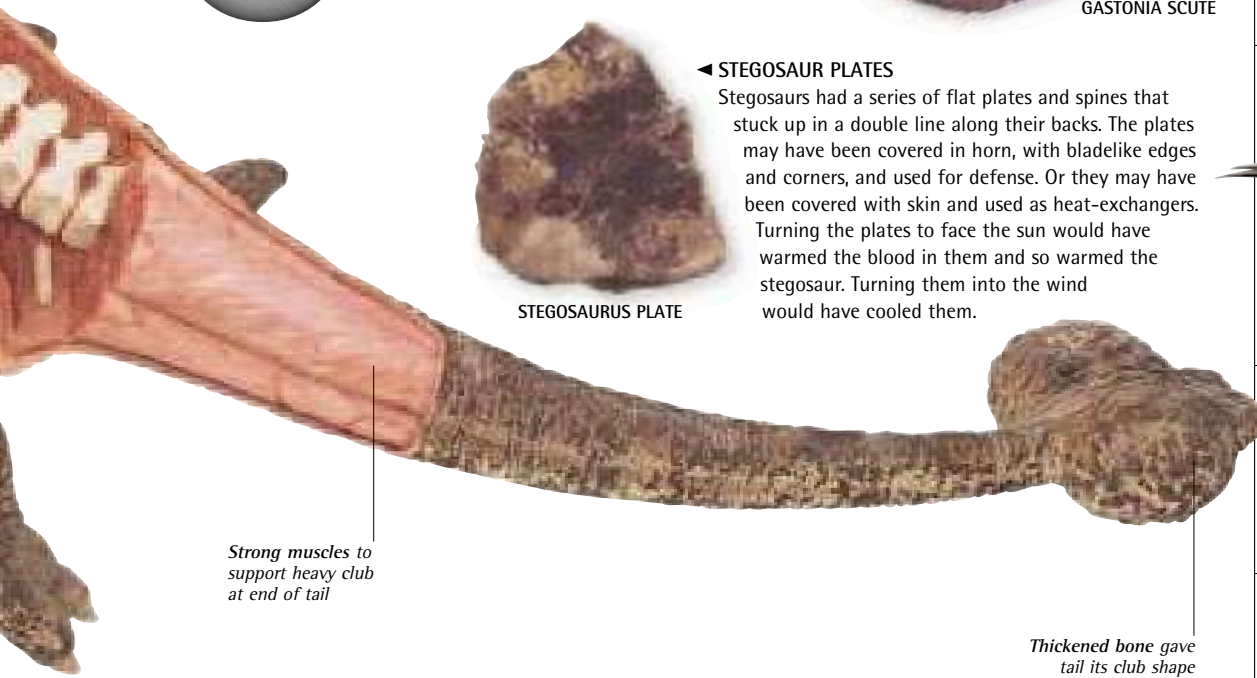 GASTONIA SCUTE
◄ STEGOSAUR PLATES
Stegosaurs had a series of flat plates and spines that
stuck up in a double line along their backs. The plates
may have been covered in horn, with bladelike edges
and corners, and used for defense. Or they may have
been covered with skin and used as heat-exchangers.
Turning the plates to face the sun would have
warmed the blood in them and so warmed the
stegosaur. Turning them into the wind
would have cooled them.
STEGOSAURUS PLATE
Strong muscles to
support heavy club
at end of tail
Thickened bone gave
tail its club shape